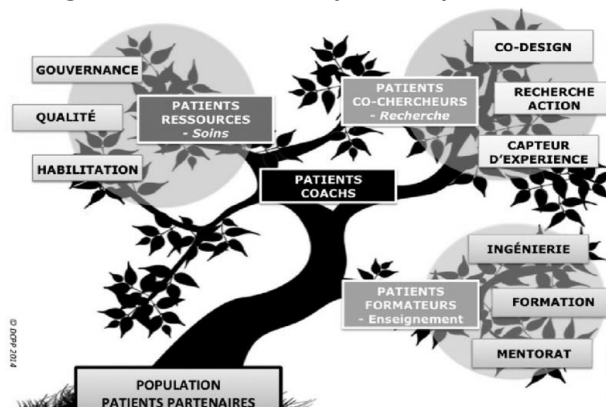 GOUVERNANCE
QUALITÉ
HABILITATION
PATIENTS
RESSOURCES
- Soins
PATIENTS
CO-CHERCHEURS
- Recherche
CO-DESIGN
RECHERCHE
ACTION
CAPTEUR
D'EXPERIENCE
PATIENTS
COACHS
INGÉNIERIE
PATIENTS
FORMATEURS
- Enseignement
FORMATION
MENTORAT
© DCPP 2014
POPULATION
PATIENTS PARTENAIRES